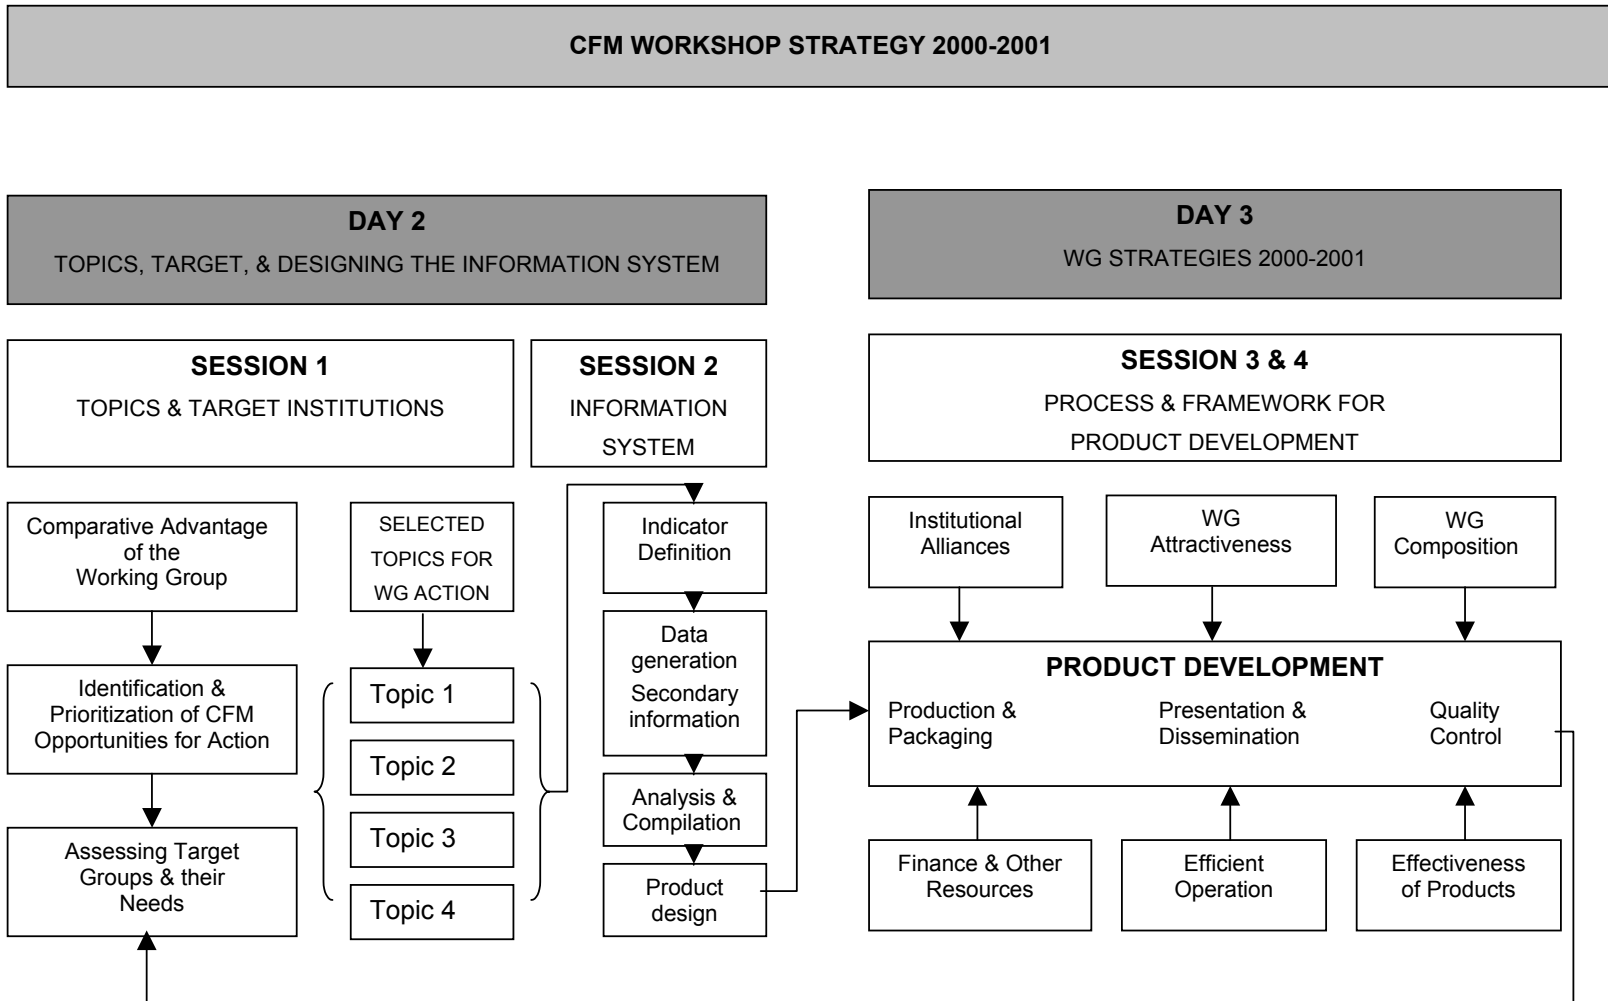 CFM WORKSHOP STRATEGY 2000-2001
DAY 2
TOPICS, TARGET, & DESIGNING THE INFORMATION SYSTEM
DAY 3
WG STRATEGIES 2000-2001
SESSION 1
TOPICS & TARGET INSTITUTIONS
SESSION 2
INFORMATION
SYSTEM
SESSION 3 & 4
PROCESS & FRAMEWORK FOR
PRODUCT DEVELOPMENT
Comparative Advantage
of the
Working Group
Identification &
Prioritization of CFM
Opportunities for Action
Assessing Target
Groups & their
Needs
SELECTED
TOPICS FOR
WG ACTION
Topic 1
Topic 2
Topic 3
Topic 4
Indicator
Definition
Data
generation
Secondary
information
Analysis &
Compilation
Product
design
Institutional
Alliances
WG
Attractiveness
WG
Composition
PRODUCT DEVELOPMENT
Production &
Packaging
Presentation &
Dissemination
Quality
Control
Finance & Other
Resources
Efficient
Operation
Effectiveness
of Products